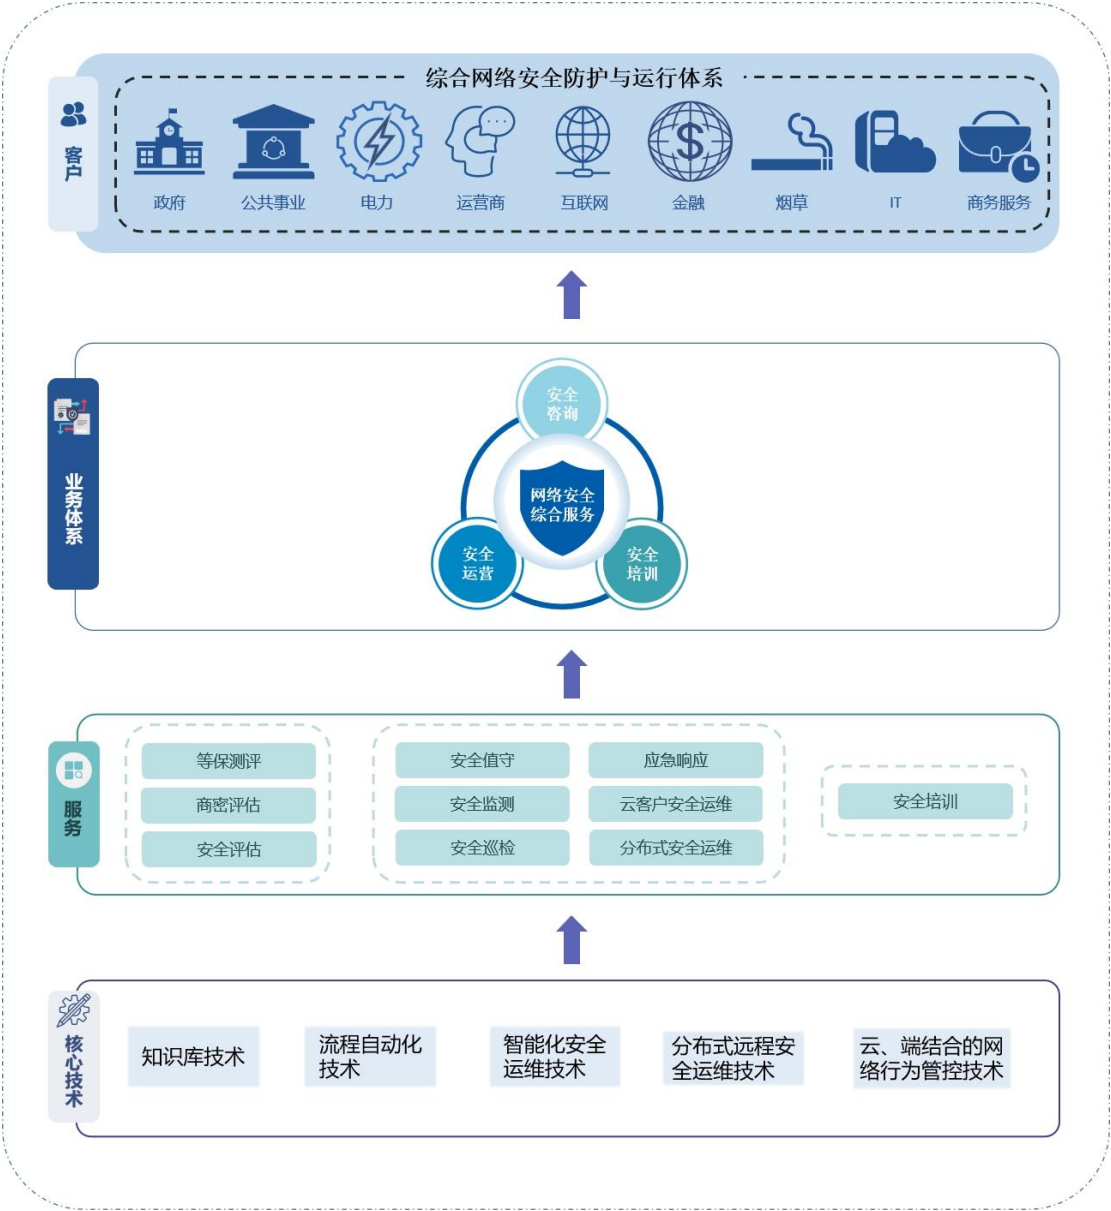 综合网络安全防护与运行体系
客户
政府
公共事业
电力
运营商
互联网
金融
烟草
IT
商务服务
业务体系
安全
咨询
网络安全
综合服务
安全
运营
安全
培训
服务
等保测评
商密评估
安全评估
安全值守
应急响应
安全监测
云客户安全运维
安全巡检
分布式安全运维
安全培训
核心技术
知识库技术
流程自动化
技术
智能化安全
运维技术
分布式远程安
全运维技术
云、端结合的网
络行为管控技术